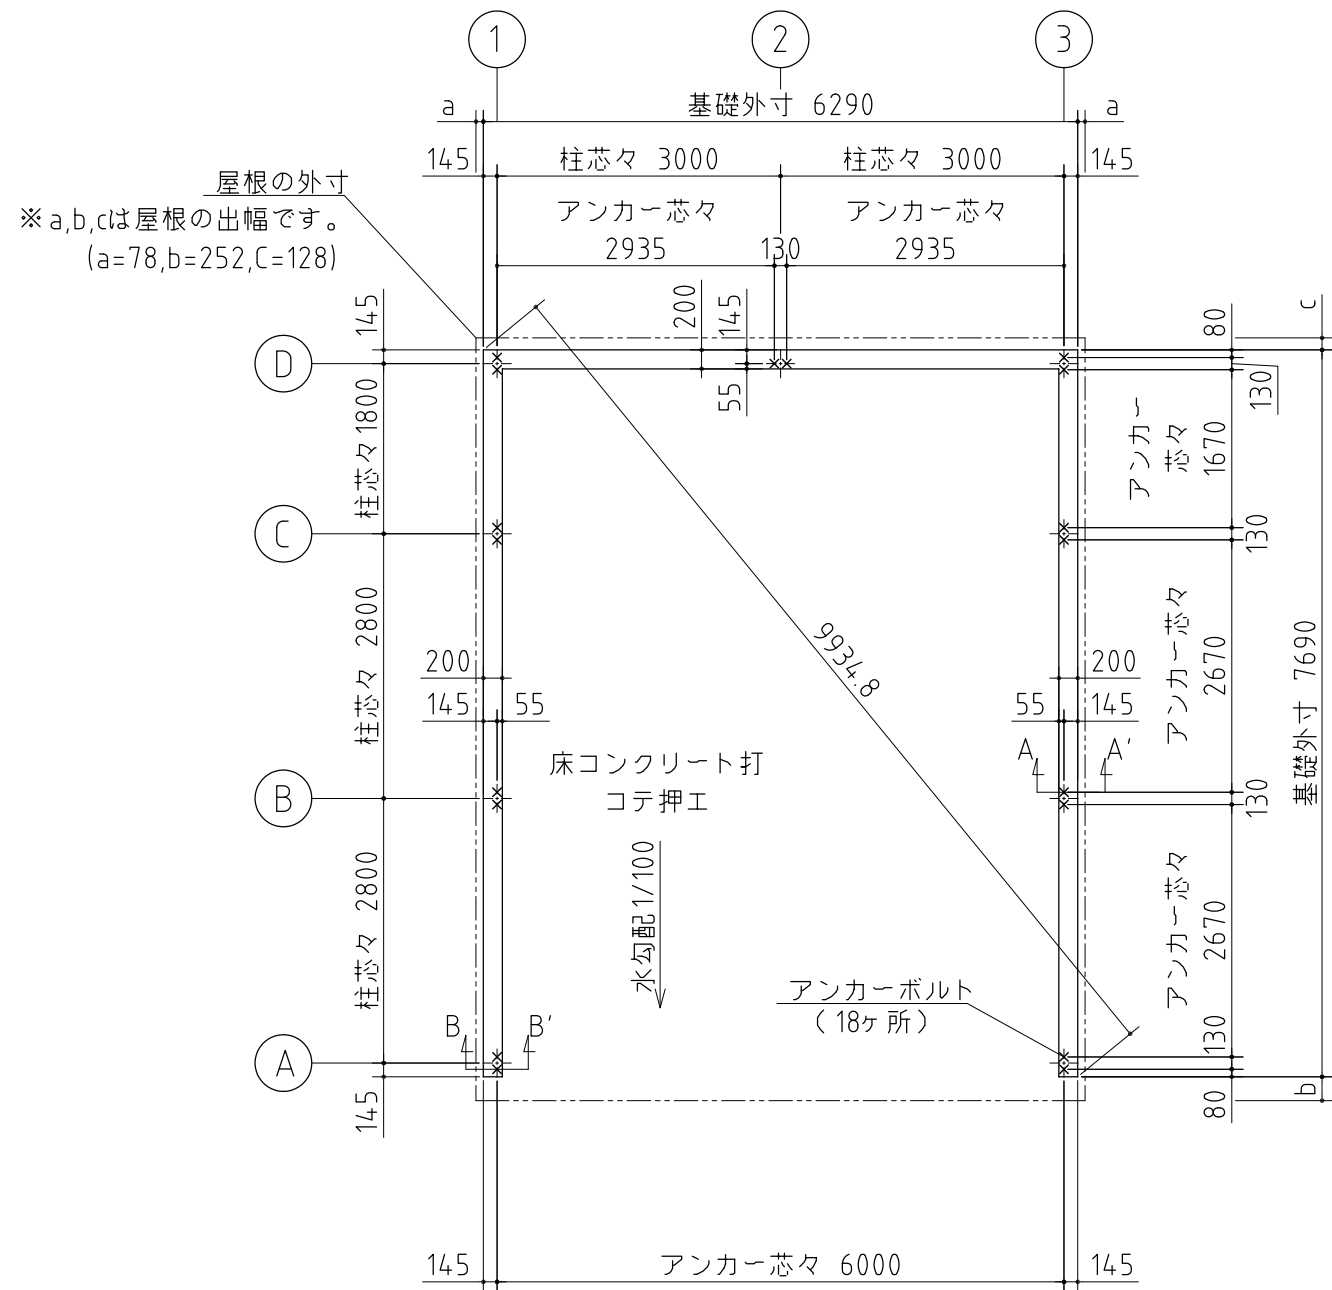 1
2
3
a
基礎外寸 6290
a
145
柱芯々 3000
柱芯々 3000
145
屋根の外寸
※a,b,cは屋根の出幅です。
(a=78,b=252,C=128)
アンカー芯々
2935
130
アンカー芯々
2935
145
200
145
55
80
c
130
D
柱芯々1800
アンカー
芯々
1670
C
130
柱芯々 2800
アンカー芯々
2670
基礎外寸 7690
9934.8
200
145
55
200
55
145
床コンクリート打
コテ押エ
A
A'
B
130
柱芯々 2800
水勾配1/100
アンカー芯々
2670
アンカーボルト
(18ヶ所)
B
B'
130
A
145
80
b
145
アンカー芯々 6000
145